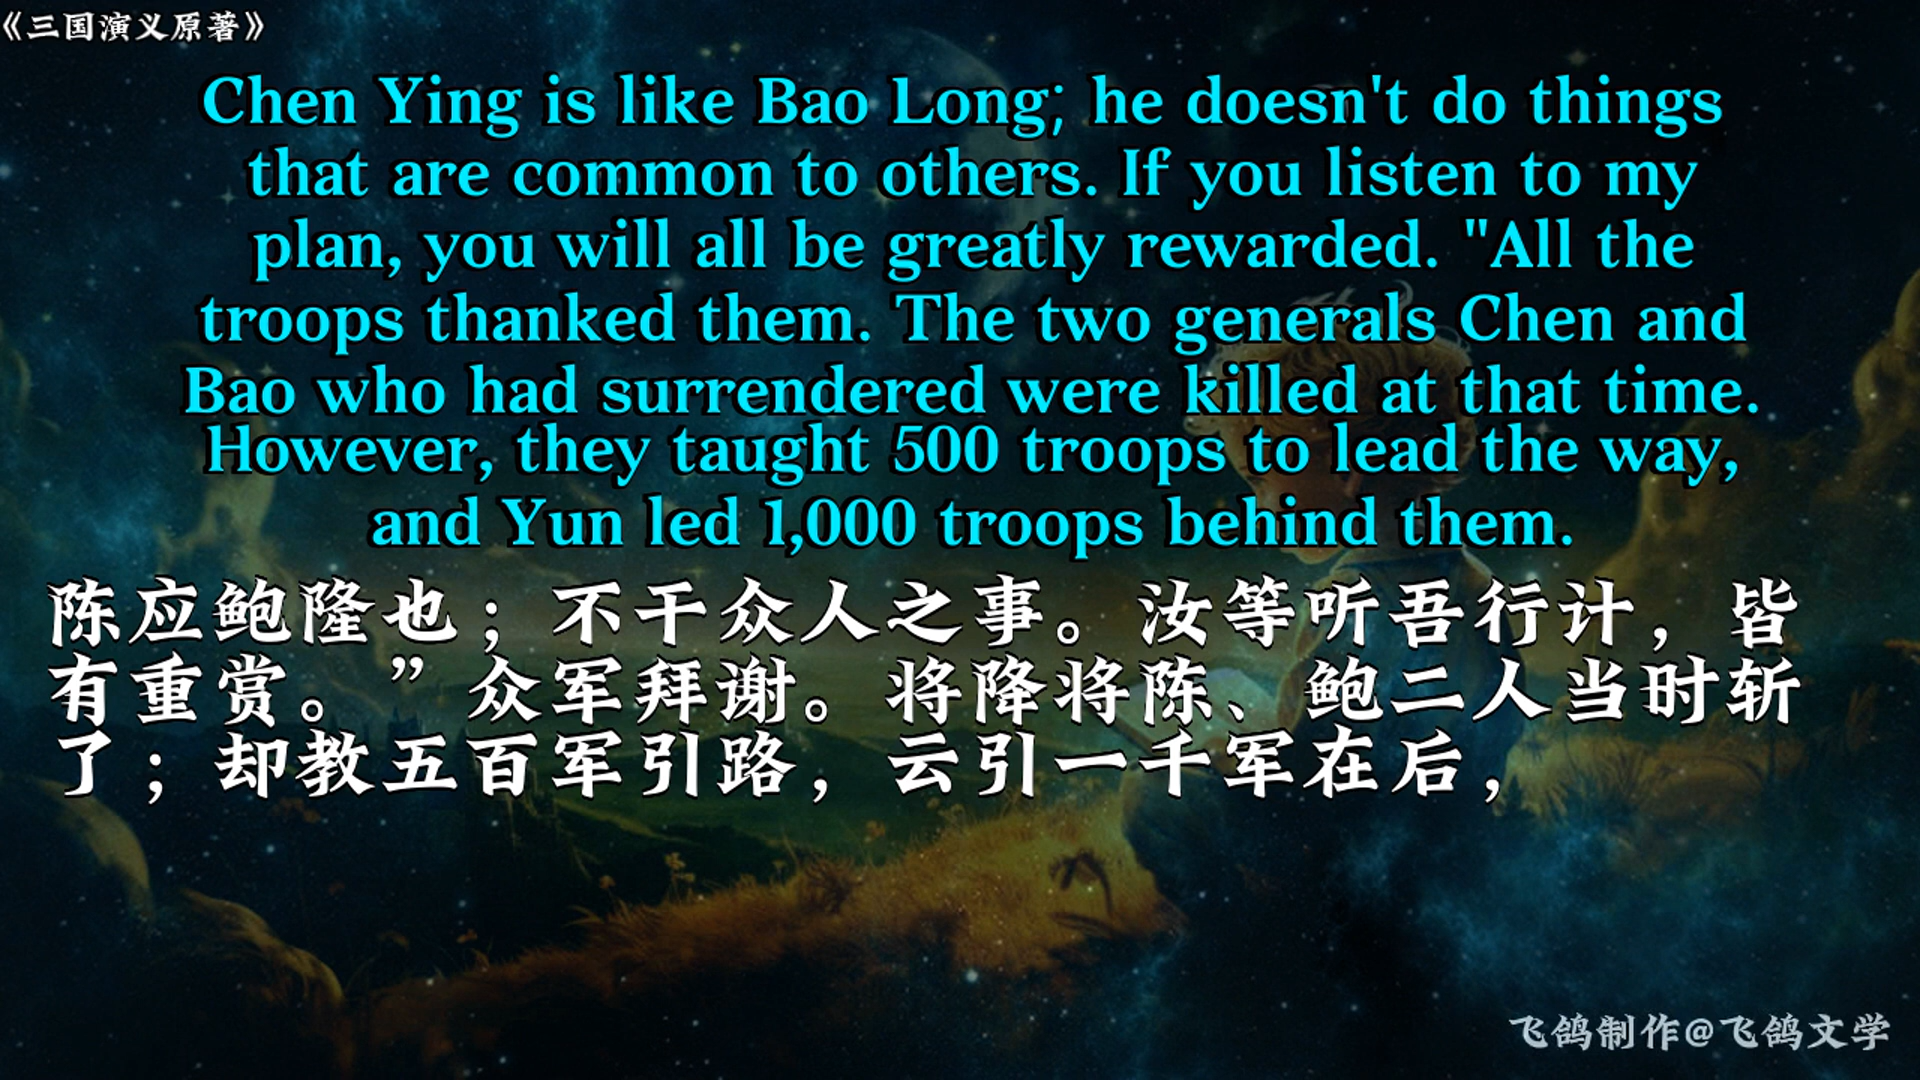 《三国演义原著》
Chen Ying is like Bao Long; he doesn't do things
that are common to others. If you listen to my
plan, you will all be greatly rewarded. "All the
troops thanked them. The two generals Chen and
Bao who had surrendered were killed at that time.
However, they taught 500 troops to lead the way,
and Yun led 1,000 troops behind them.
陈应鲍隆也；不干众人之事。汝等听吾行计，皆
有重赏。”众军拜谢。将降将陈、鲍二人当时斩
了；却教五百军引路，云引一千军在后，
飞鸽制作@飞鸽文学